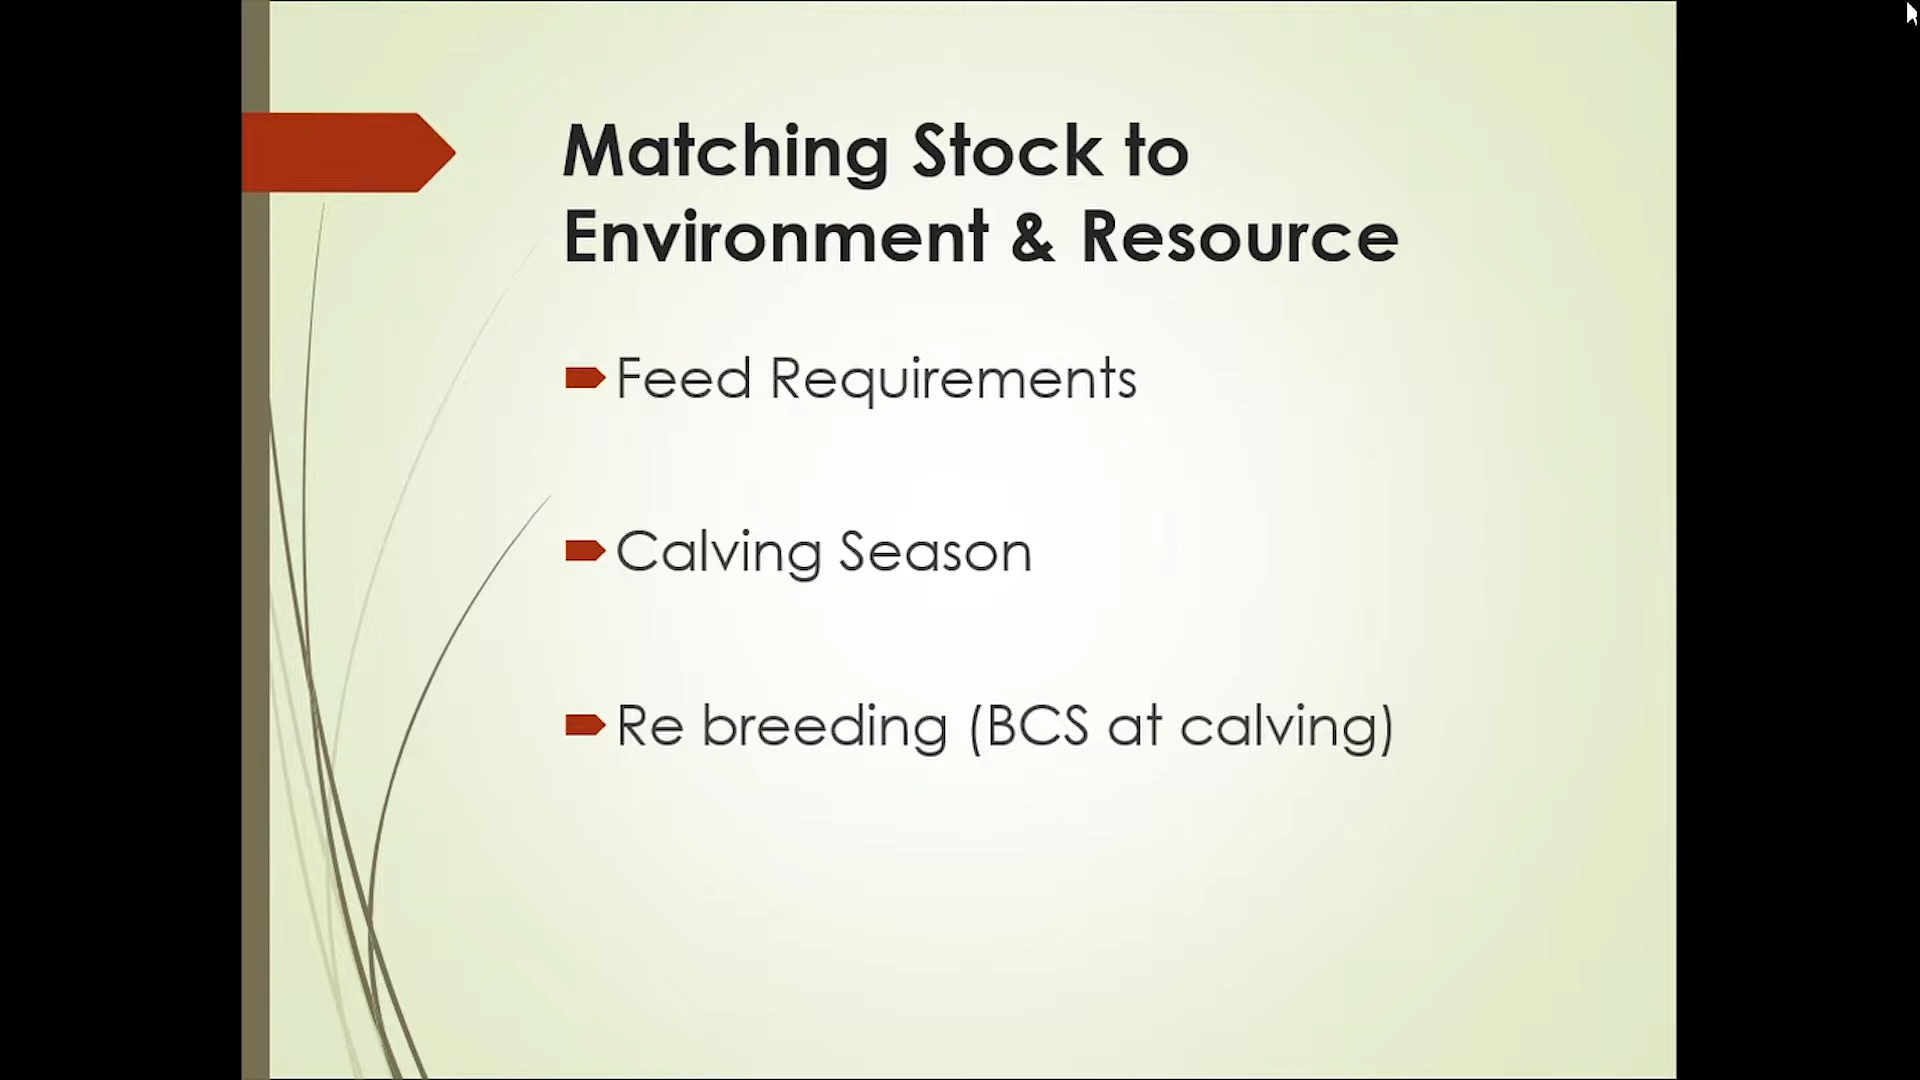 Matching Stock to
Environment & Resource
Feed Requirements
Calving Season
Re breeding (BCS at calving)